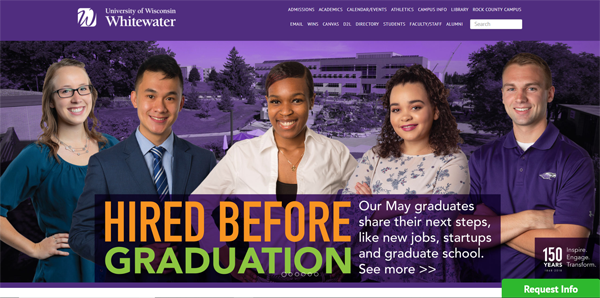 University of Wisconsin
Whitewater
ADMISSIONS ACADEMICS CALENDAR/EVENTS ATHLETICS CAMPUS INFO LIBRARY ROCK COUNTY CAMPUS
EMAIL WINS CANVAS D2L DIRECTORY STUDENTS FACULTY/STAFF ALUMNI Search
HIRED BEFORE
GRADUATION
Our May graduates
share their next steps,
like new jobs, startups
and graduate school.
See more >>
150
YEARS
Inspire.
Engage.
Transform.
Request Info